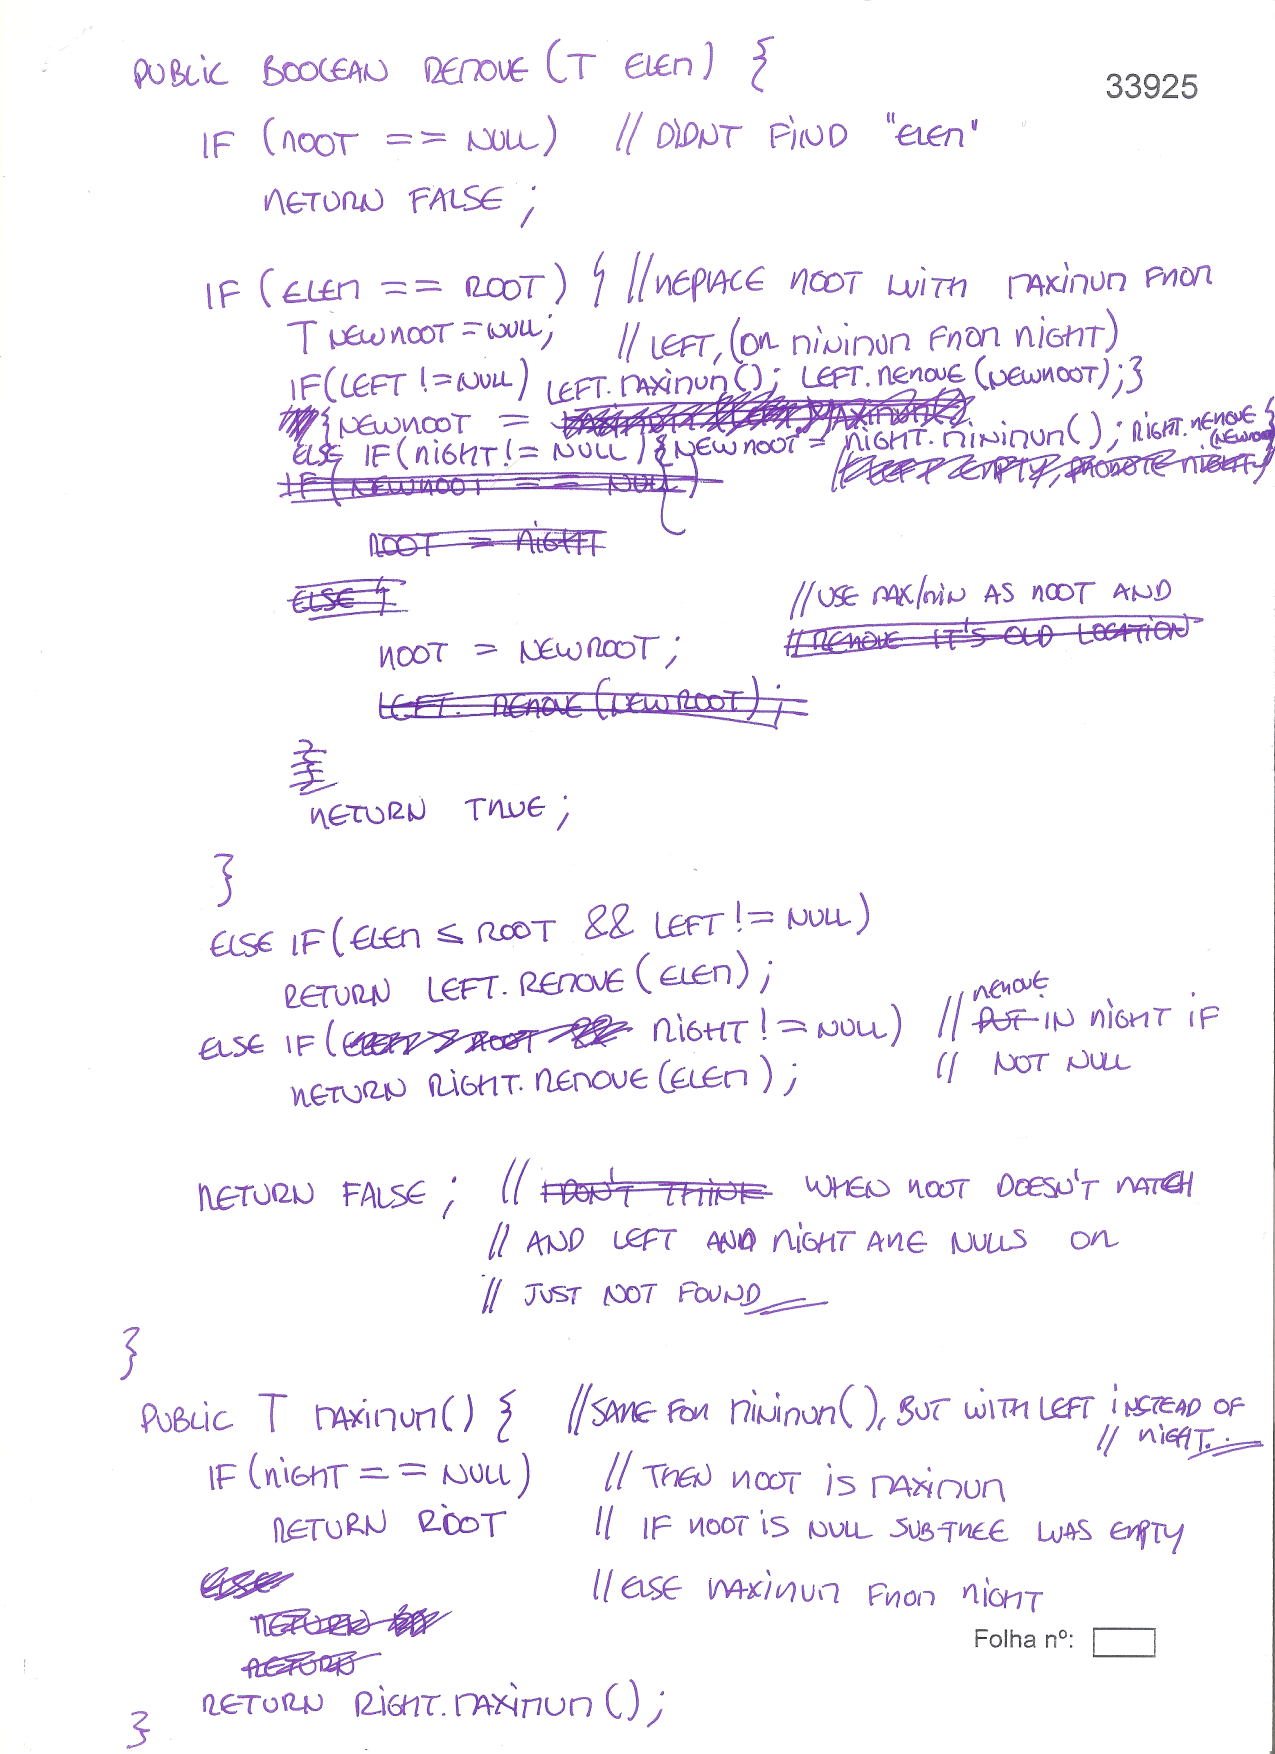 PUBLIC BOOLEAN REMOVE (T ELEM) {
33925
IF (ROOT == NULL) // DIDNT FIND "ELEM"
RETURN FALSE ;
IF (ELEM == ROOT) { // REPLACE ROOT WITH MAXIMUM FROM
T NEWROOT = NULL; // LEFT, (OR MINIMUM FROM RIGHT)
IF(LEFT != NULL) LEFT.MAXIMUM(); LEFT.REMOVE (NEWROOT);}
{NEWROOT =
ELSE IF(RIGHT != NULL) {NEWROOT = RIGHT.MINIMUM(); RIGHT.REMOVE (NEWROOT) }
IF (NEWROOT == NULL)
ROOT = RIGHT
ELSE {
// USE MAX/MIN AS ROOT AND
// REMOVE IT'S OLD LOCATION
ROOT = NEWROOT;
LEFT. REMOVE (NEWROOT);
}
RETURN TRUE ;
}
ELSE IF(ELEM ≤ ROOT && LEFT != NULL)
RETURN LEFT. REMOVE (ELEM);
ELSE IF (ELEM > ROOT && RIGHT != NULL) // REMOVE PUT IN RIGHT IF
RETURN RIGHT. REMOVE (ELEM); // NOT NULL
RETURN FALSE ; // I DON'T THINK WHEN ROOT DOESN'T MATCH
// AND LEFT AND RIGHT ARE NULLS OR
// JUST NOT FOUND
}
PUBLIC T MAXIMUM() { // SAME FOR MINIMUM(), BUT WITH LEFT INSTEAD OF
// RIGHT.
IF (RIGHT == NULL) // THEN ROOT IS MAXIMUM
RETURN ROOT // IF ROOT IS NULL SUB-TREE WAS EMPTY
ELSE // ELSE MAXIMUM FROM RIGHT
RETURN
RETURN
Folha nº:
RETURN RIGHT.MAXIMUM();
}